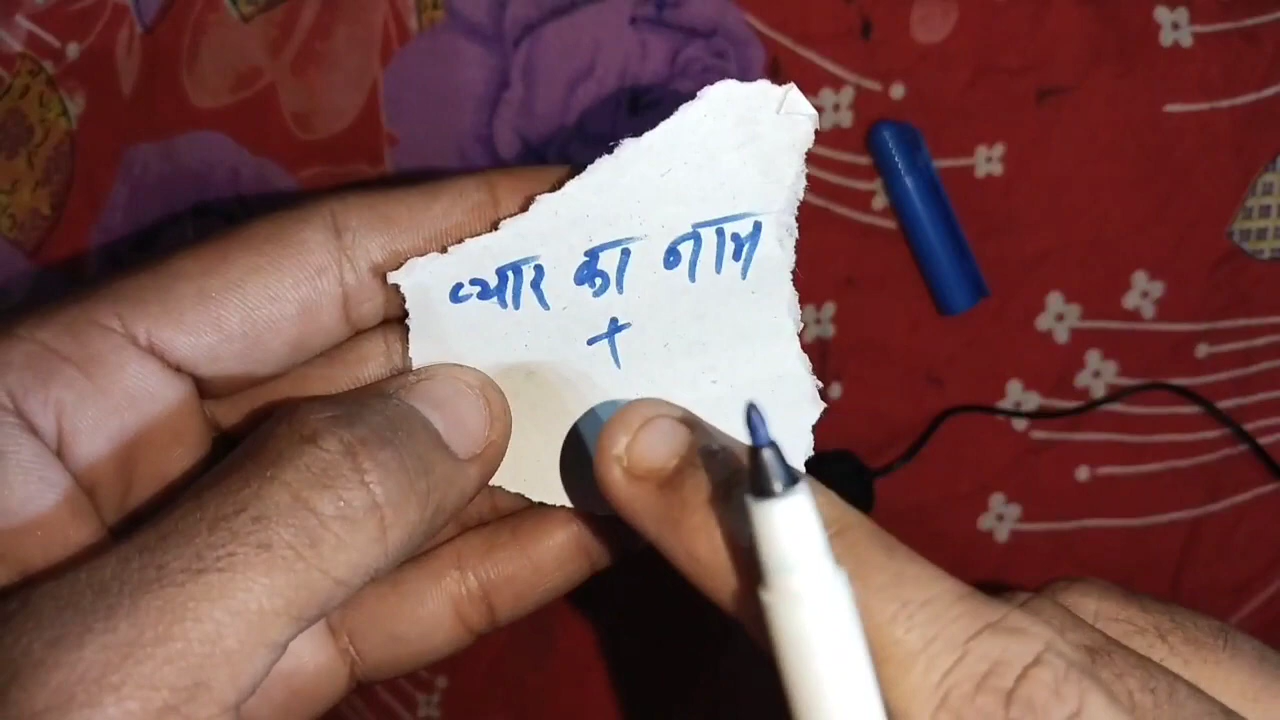 प्यार का नाम
+